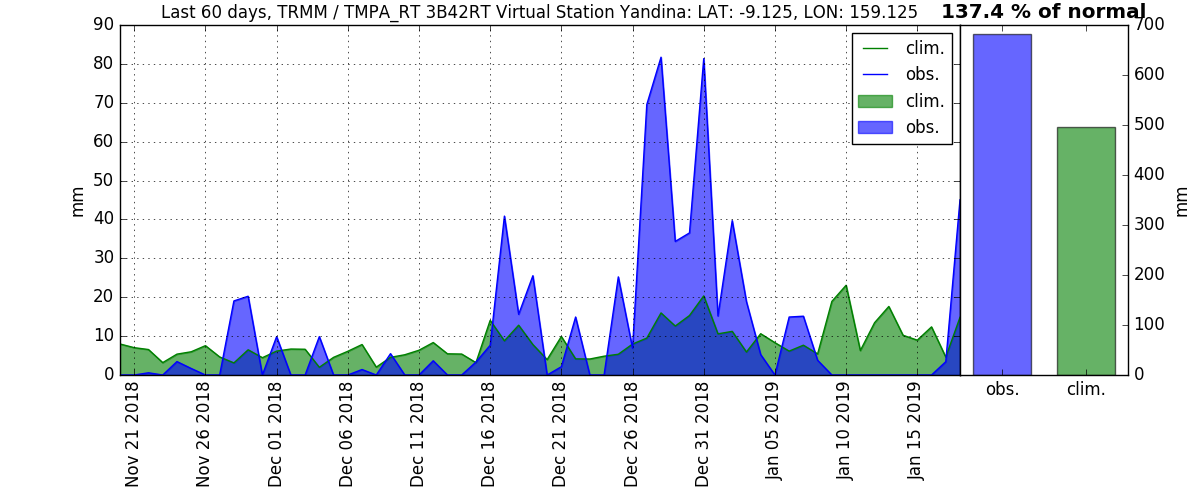 Last 60 days, TRMM / TMPA_RT 3B42RT Virtual Station Yandina: LAT: -9.125, LON: 159.125
137.4 % of normal
90
80
70
60
50
40
30
20
10
0
mm
clim.
obs.
clim.
obs.
700
600
500
400
300
200
100
0
mm
obs.
clim.
Nov 21 2018
Nov 26 2018
Dec 01 2018
Dec 06 2018
Dec 11 2018
Dec 16 2018
Dec 21 2018
Dec 26 2018
Dec 31 2018
Jan 05 2019
Jan 10 2019
Jan 15 2019